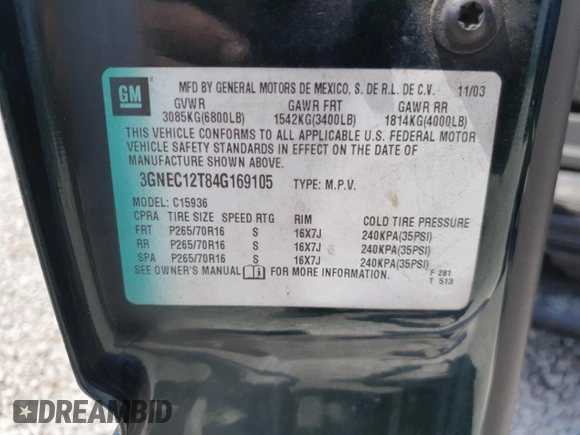 GM
MFD BY GENERAL MOTORS DE MEXICO, S. DE R.L. DE C.V. 11/03
GVWR GAWR FRT GAWR RR
3085KG(6800LB) 1542KG(3400LB) 1814KG(4000LB)
THIS VEHICLE CONFORMS TO ALL APPLICABLE U.S. FEDERAL MOTOR
VEHICLE SAFETY STANDARDS IN EFFECT ON THE DATE OF
MANUFACTURE SHOWN ABOVE.
3GNEC12T84G169105 TYPE: M.P.V.
MODEL: C15936
CPRA TIRE SIZE SPEED RTG RIM COLD TIRE PRESSURE
FRT P265/70R16 S 16X7J 240KPA(35PSI)
RR P265/70R16 S 16X7J 240KPA(35PSI)
SPA P265/70R16 S 16X7J 240KPA(35PSI)
SEE OWNER'S MANUAL FOR MORE INFORMATION. F 281
T 513
DREAMBID